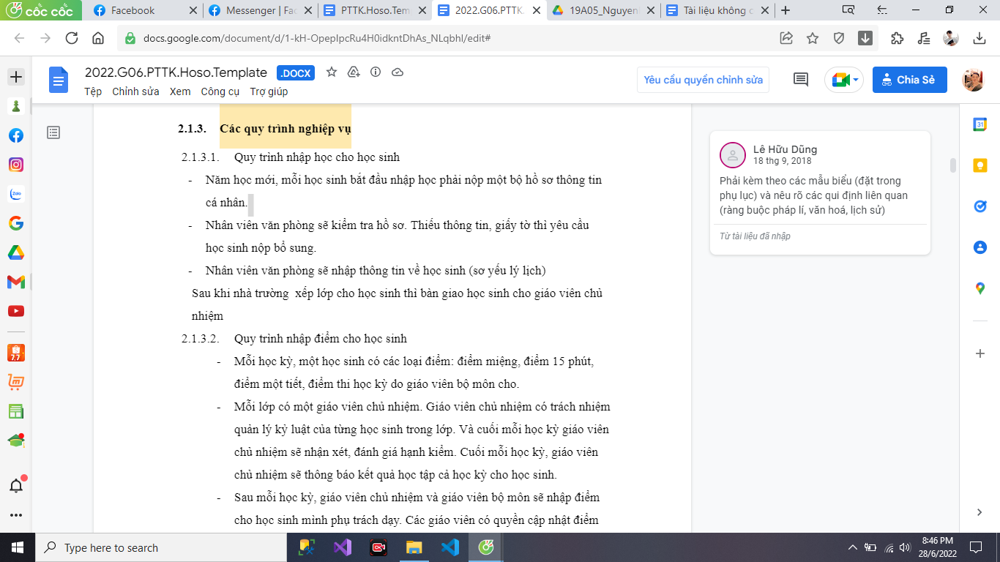 cốc cốc
Facebook
Messenger | Fac
PTTK.Hoso.Temp
2022.G06.PTTK.
19A05_Nguyen
Tài liệu không c
docs.google.com/document/d/1-kH-OpepIpcRu4H0idkntDhAs_NLqbhl/edit#
2022.G06.PTTK.Hoso.Template .DOCX
Yêu cầu quyền chỉnh sửa
Chia Sẻ
Tệp Chỉnh sửa Xem Công cụ Trợ giúp
2.1.3. Các quy trình nghiệp vụ
2.1.3.1. Quy trình nhập học cho học sinh
- Năm học mới, mỗi học sinh bắt đầu nhập học phải nộp một bộ hồ sơ thông tin
cá nhân.
- Nhân viên văn phòng sẽ kiểm tra hồ sơ. Thiếu thông tin, giấy tờ thì yêu cầu
học sinh nộp bổ sung.
- Nhân viên văn phòng sẽ nhập thông tin về học sinh (sơ yếu lý lịch)
Sau khi nhà trường xếp lớp cho học sinh thì bàn giao học sinh cho giáo viên chủ
nhiệm
2.1.3.2. Quy trình nhập điểm cho học sinh
- Mỗi học kỳ, một học sinh có các loại điểm: điểm miệng, điểm 15 phút,
điểm một tiết, điểm thi học kỳ do giáo viên bộ môn cho.
- Mỗi lớp có một giáo viên chủ nhiệm. Giáo viên chủ nhiệm có trách nhiệm
quản lý kỷ luật của từng học sinh trong lớp. Và cuối mỗi học kỳ giáo viên
chủ nhiệm sẽ nhận xét, đánh giá hạnh kiểm. Cuối mỗi học kỳ, giáo viên
chủ nhiệm sẽ thông báo kết quả học tập cả học kỳ cho học sinh.
- Sau mỗi học kỳ, giáo viên chủ nhiệm và giáo viên bộ môn sẽ nhập điểm
cho học sinh mình phụ trách dạy. Các giáo viên có quyền cập nhật điểm
Lê Hữu Dũng
18 thg 9, 2018
Phải kèm theo các mẫu biểu (đặt trong
phụ lục) và nêu rõ các qui định liên quan
(ràng buộc pháp lí, văn hoá, lịch sử)
Từ tài liệu đã nhập
Zalo
7.7
31
Type here to search
8:46 PM
28/6/2022